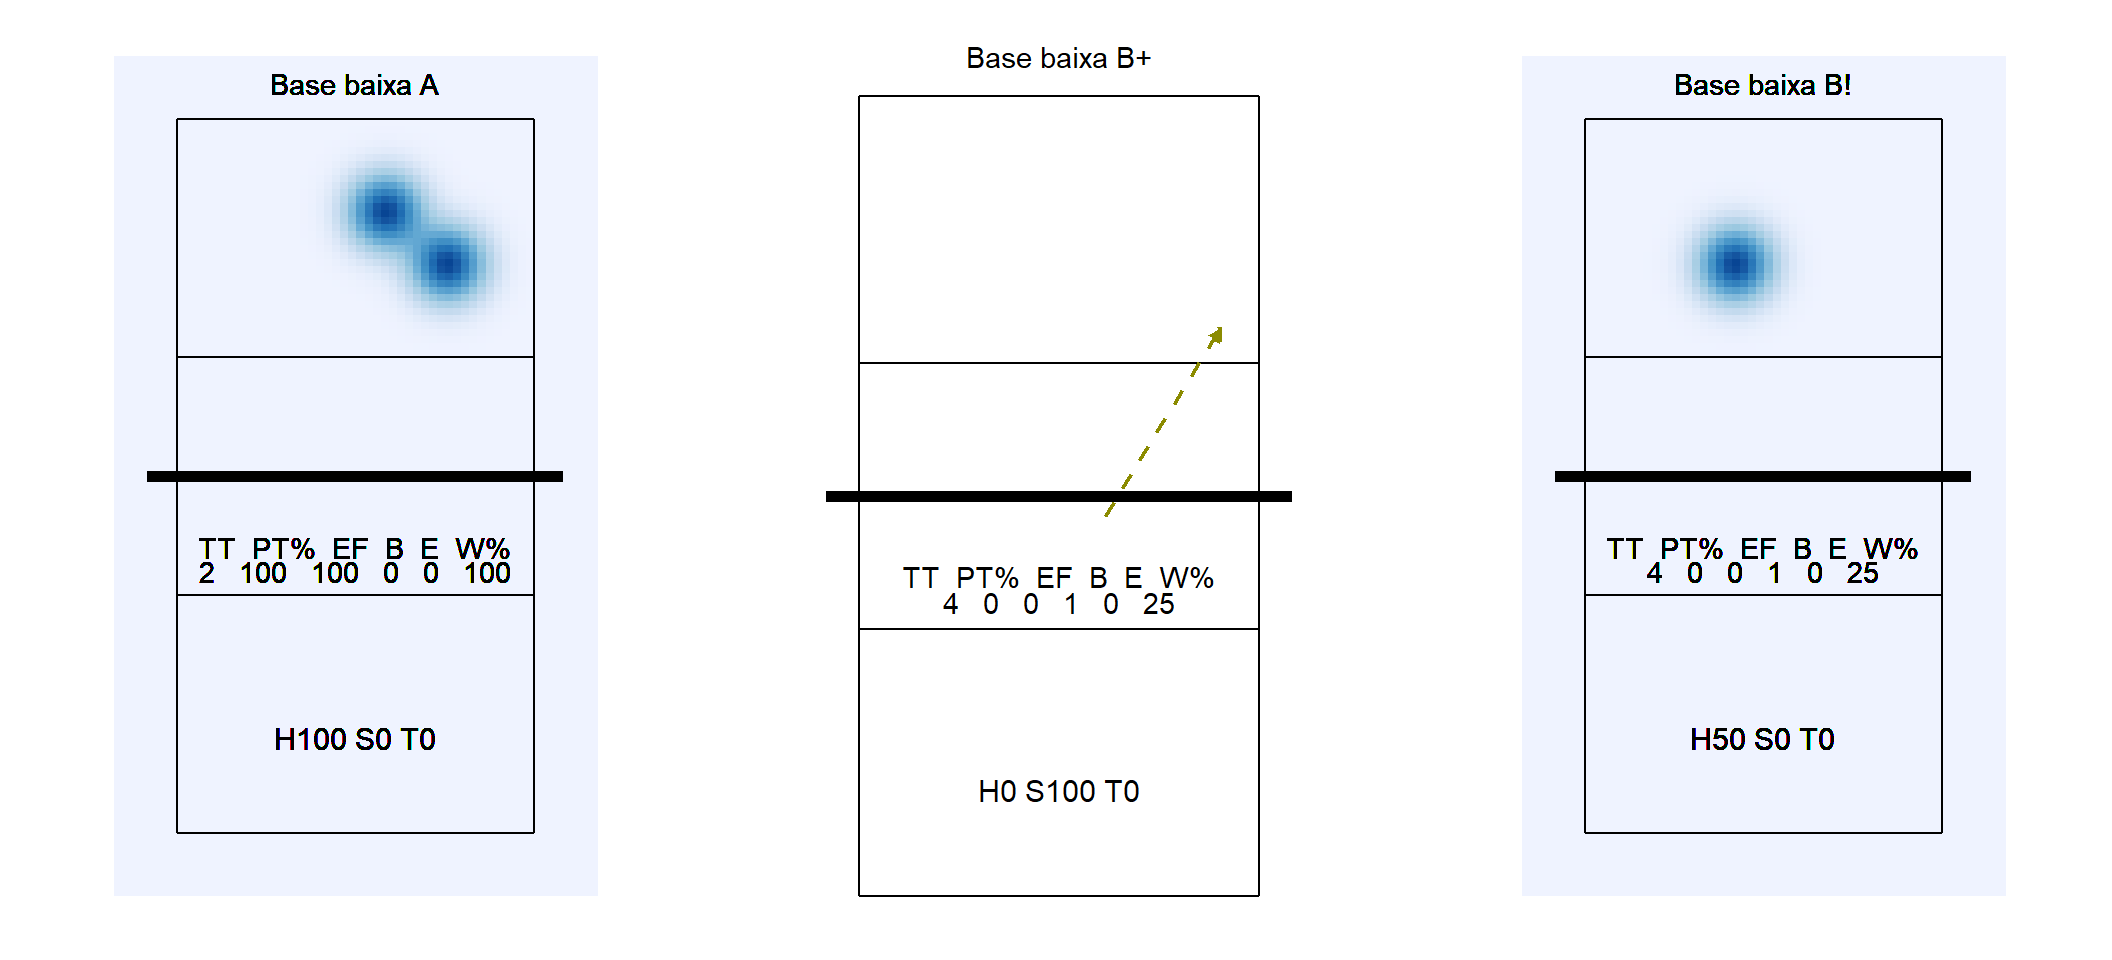 Base baixa A
TT PT% EF B E W%
2 100 100 0 0 100
H100 S0 T0
Base baixa B+
TT PT% EF B E W%
4 0 0 1 0 25
H0 S100 T0
Base baixa B!
TT PT% EF B E W%
4 0 0 1 0 25
H50 S0 T0